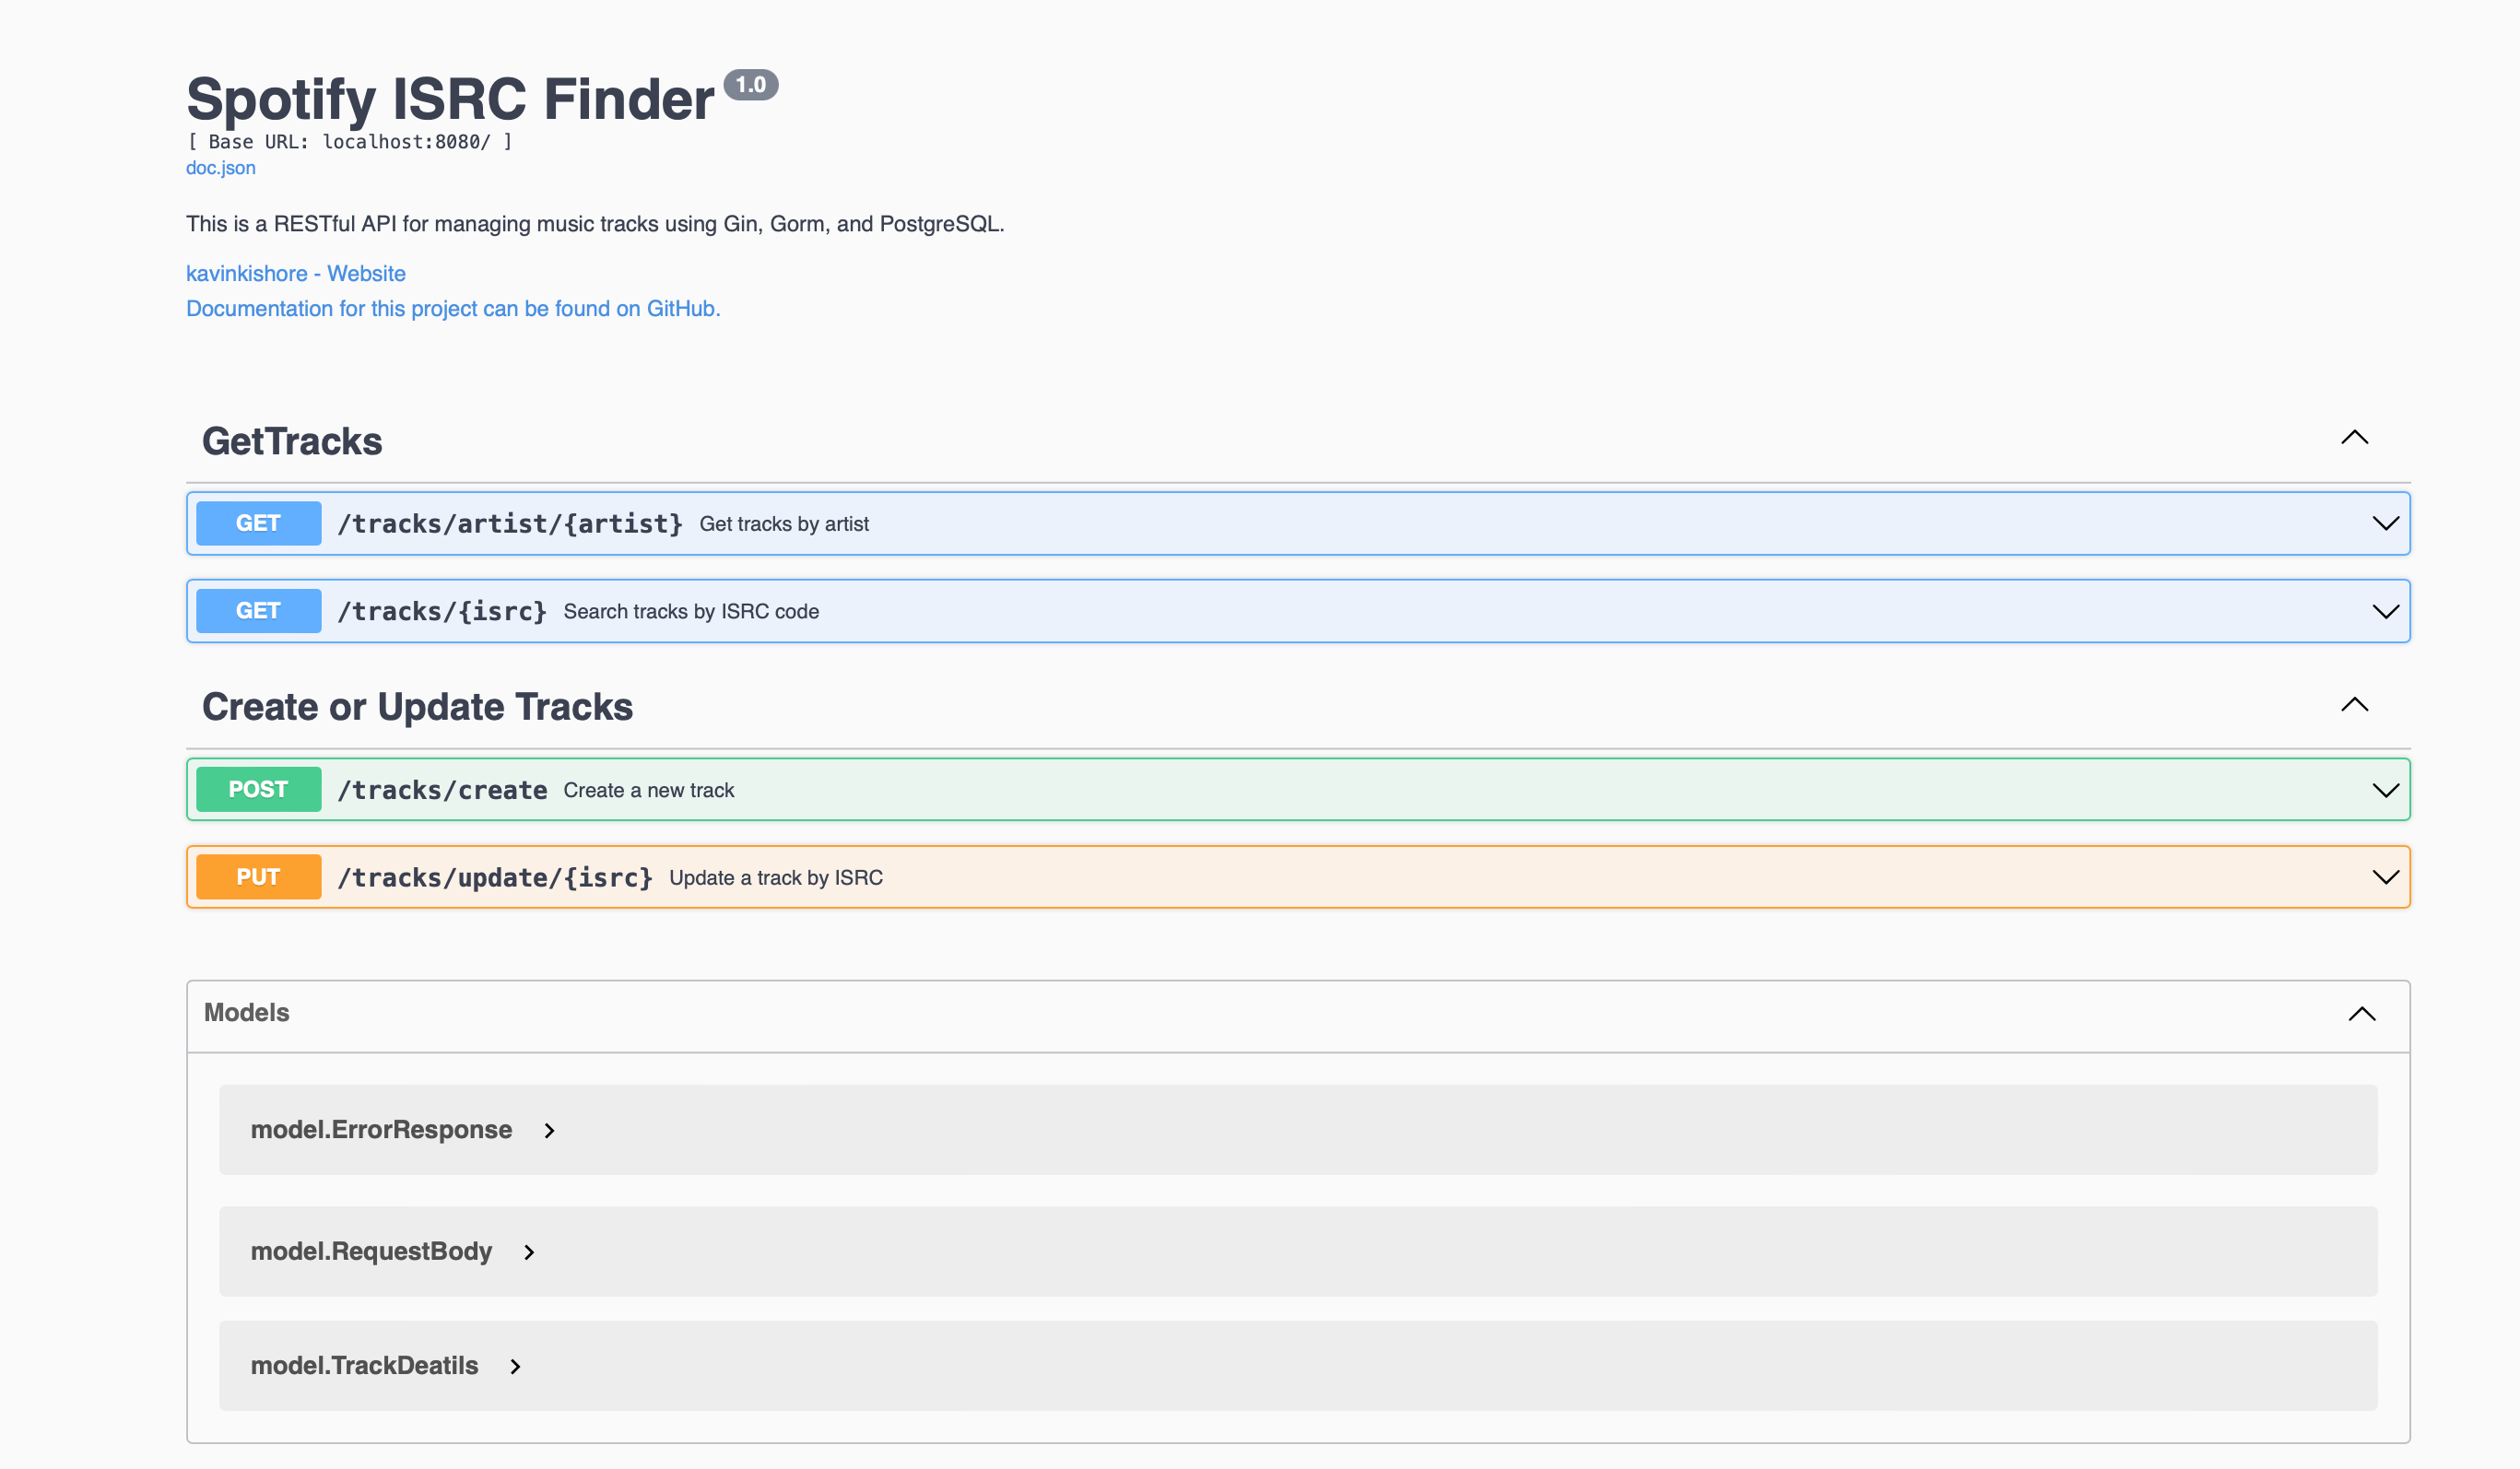 Spotify ISRC Finder 1.0
[ Base URL: localhost:8080/ ]
doc.json
This is a RESTful API for managing music tracks using Gin, Gorm, and PostgreSQL.
kavinkishore - Website
Documentation for this project can be found on GitHub.
GetTracks
GET /tracks/artist/{artist} Get tracks by artist
GET /tracks/{isrc} Search tracks by ISRC code
Create or Update Tracks
POST /tracks/create Create a new track
PUT /tracks/update/{isrc} Update a track by ISRC
Models
model.ErrorResponse
model.RequestBody
model.TrackDeatils